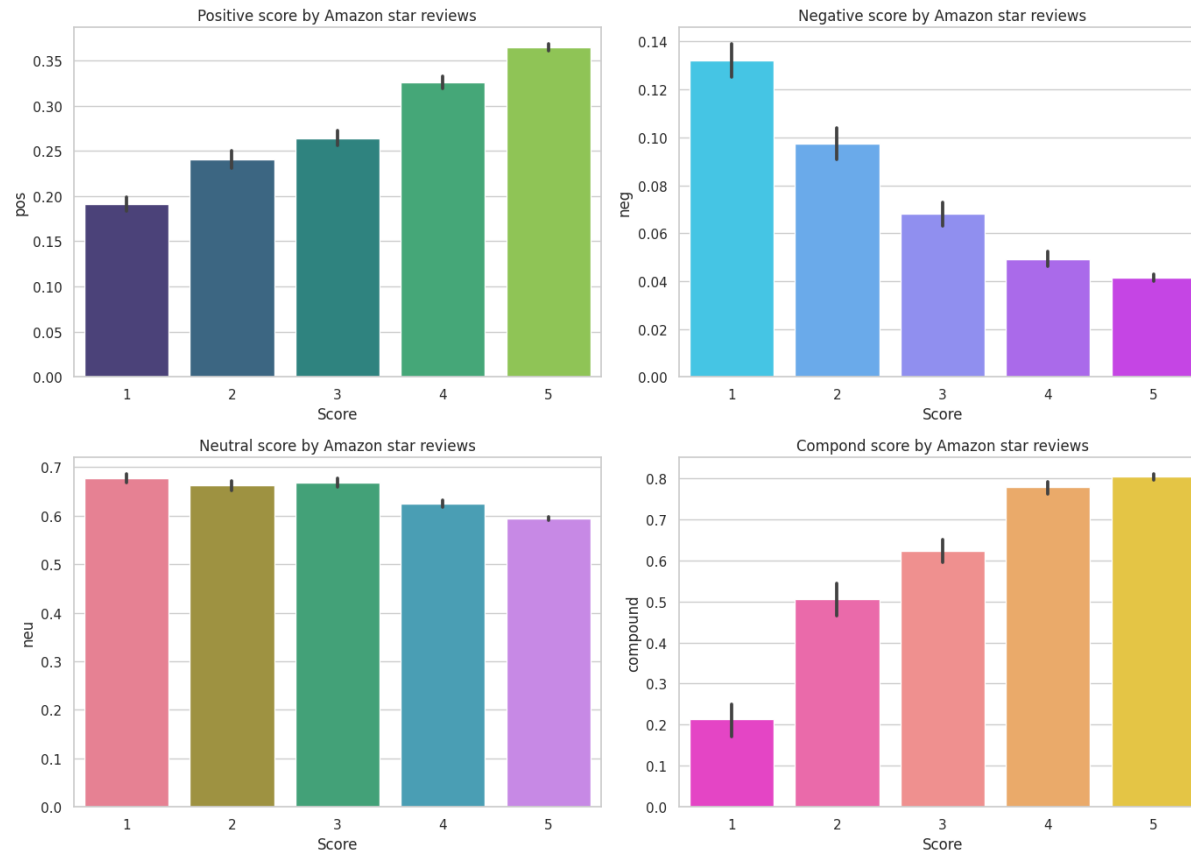 Positive score by Amazon star reviews
0.35
0.30
0.25
0.20
0.15
0.10
0.05
0.00
pos
1 2 3 4 5
Score
Negative score by Amazon star reviews
0.14
0.12
0.10
0.08
0.06
0.04
0.02
0.00
neg
1 2 3 4 5
Score
Neutral score by Amazon star reviews
0.7
0.6
0.5
0.4
0.3
0.2
0.1
0.0
neu
1 2 3 4 5
Score
Compond score by Amazon star reviews
0.8
0.7
0.6
0.5
0.4
0.3
0.2
0.1
0.0
compound
1 2 3 4 5
Score